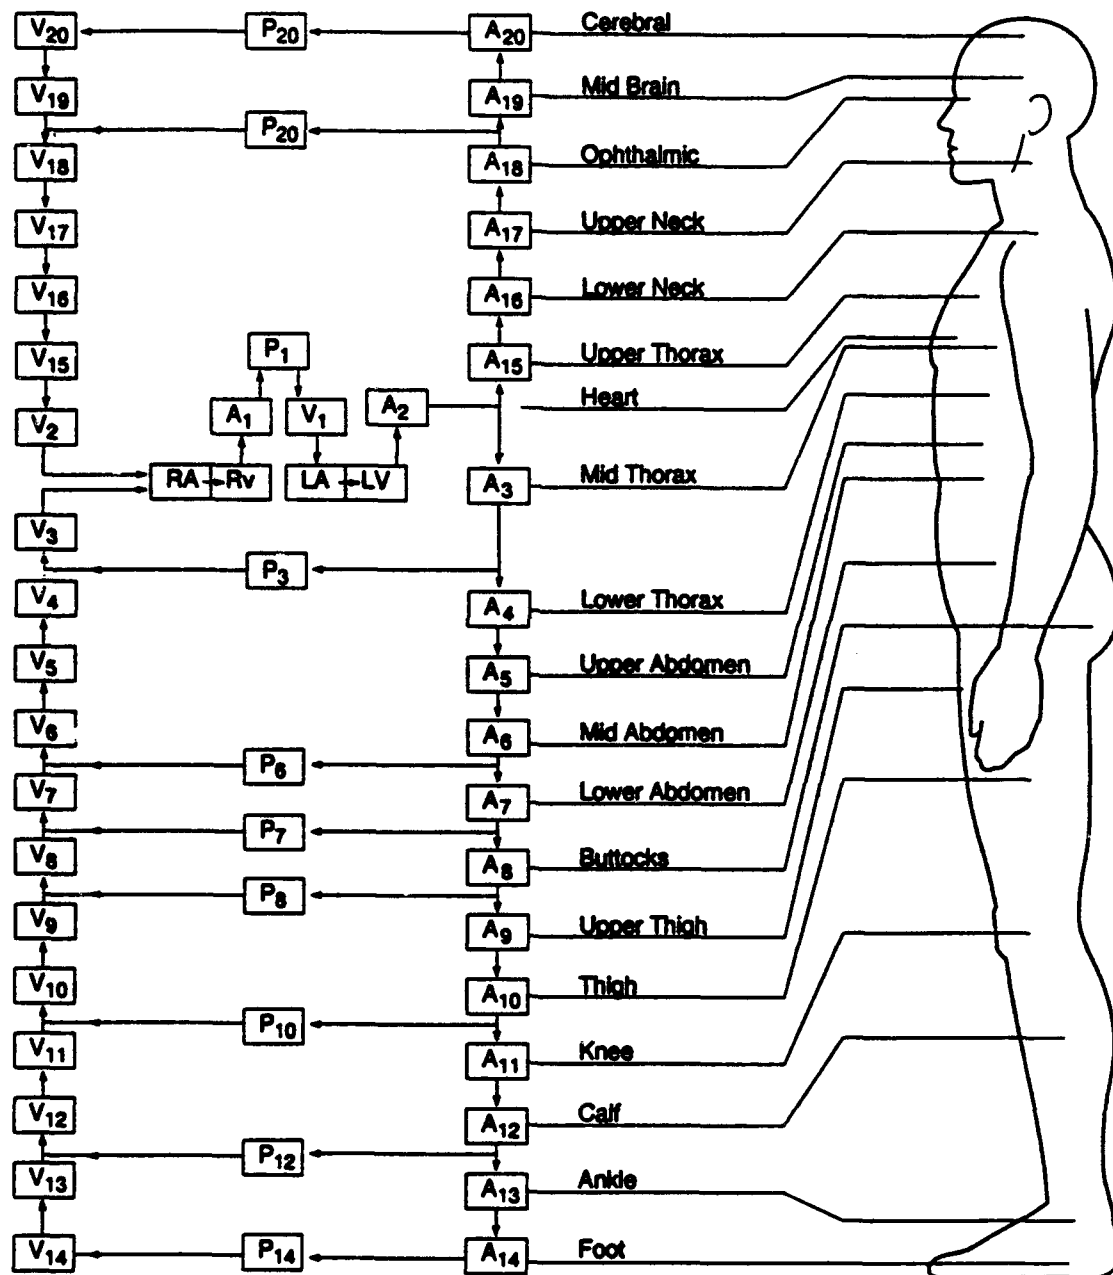 V20 P20 A20 Cerebral
V19 A19 Mid Brain
P20
V18 A18 Ophthalmic
V17 A17 Upper Neck
V16 A16 Lower Neck
V15 P1 A15 Upper Thorax
V2 A1 V1 A2 Heart
RA Rv LA LV A3 Mid Thorax
V3
P3
V4 A4 Lower Thorax
V5 A5 Upper Abdomen
V6 A6 Mid Abdomen
P6
V7 A7 Lower Abdomen
P7
V8 A8 Buttocks
P8
V9 A9 Upper Thigh
V10 A10 Thigh
P10
V11 A11 Knee
V12 A12 Calf
P12
V13 A13 Ankle
V14 P14 A14 Foot